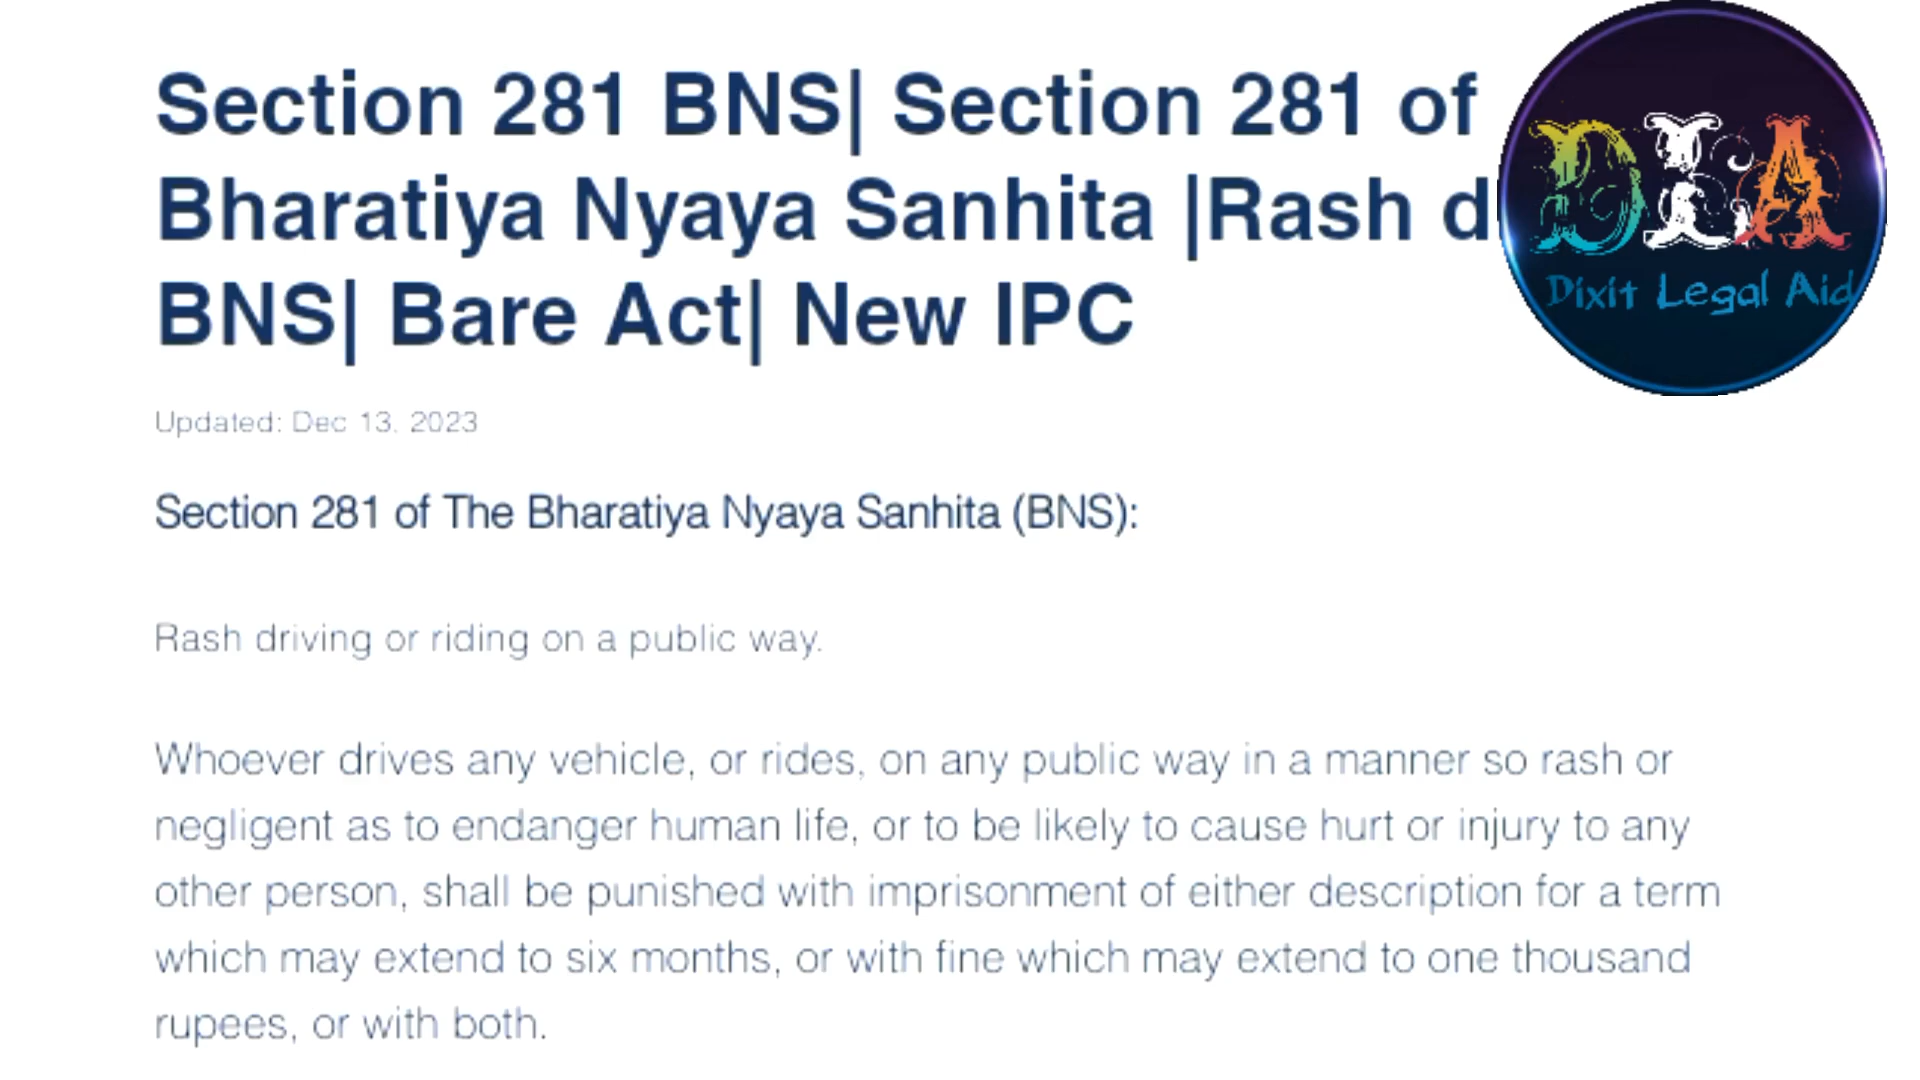 Section 281 BNS| Section 281 of
Bharatiya Nyaya Sanhita |Rash d
BNS| Bare Act| New IPC
DLA
Dixit Legal Aid
Updated: Dec 13, 2023
Section 281 of The Bharatiya Nyaya Sanhita (BNS):
Rash driving or riding on a public way.
Whoever drives any vehicle, or rides, on any public way in a manner so rash or
negligent as to endanger human life, or to be likely to cause hurt or injury to any
other person, shall be punished with imprisonment of either description for a term
which may extend to six months, or with fine which may extend to one thousand
rupees, or with both.